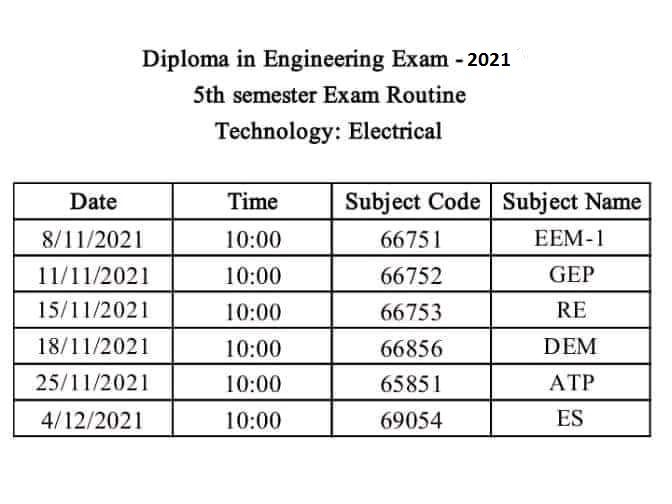 Diploma in Engineering Exam - 2021
5th semester Exam Routine
Technology: Electrical
Date Time Subject Code Subject Name
8/11/2021 10:00 66751 EEM-1
11/11/2021 10:00 66752 GEP
15/11/2021 10:00 66753 RE
18/11/2021 10:00 66856 DEM
25/11/2021 10:00 65851 ATP
4/12/2021 10:00 69054 ES